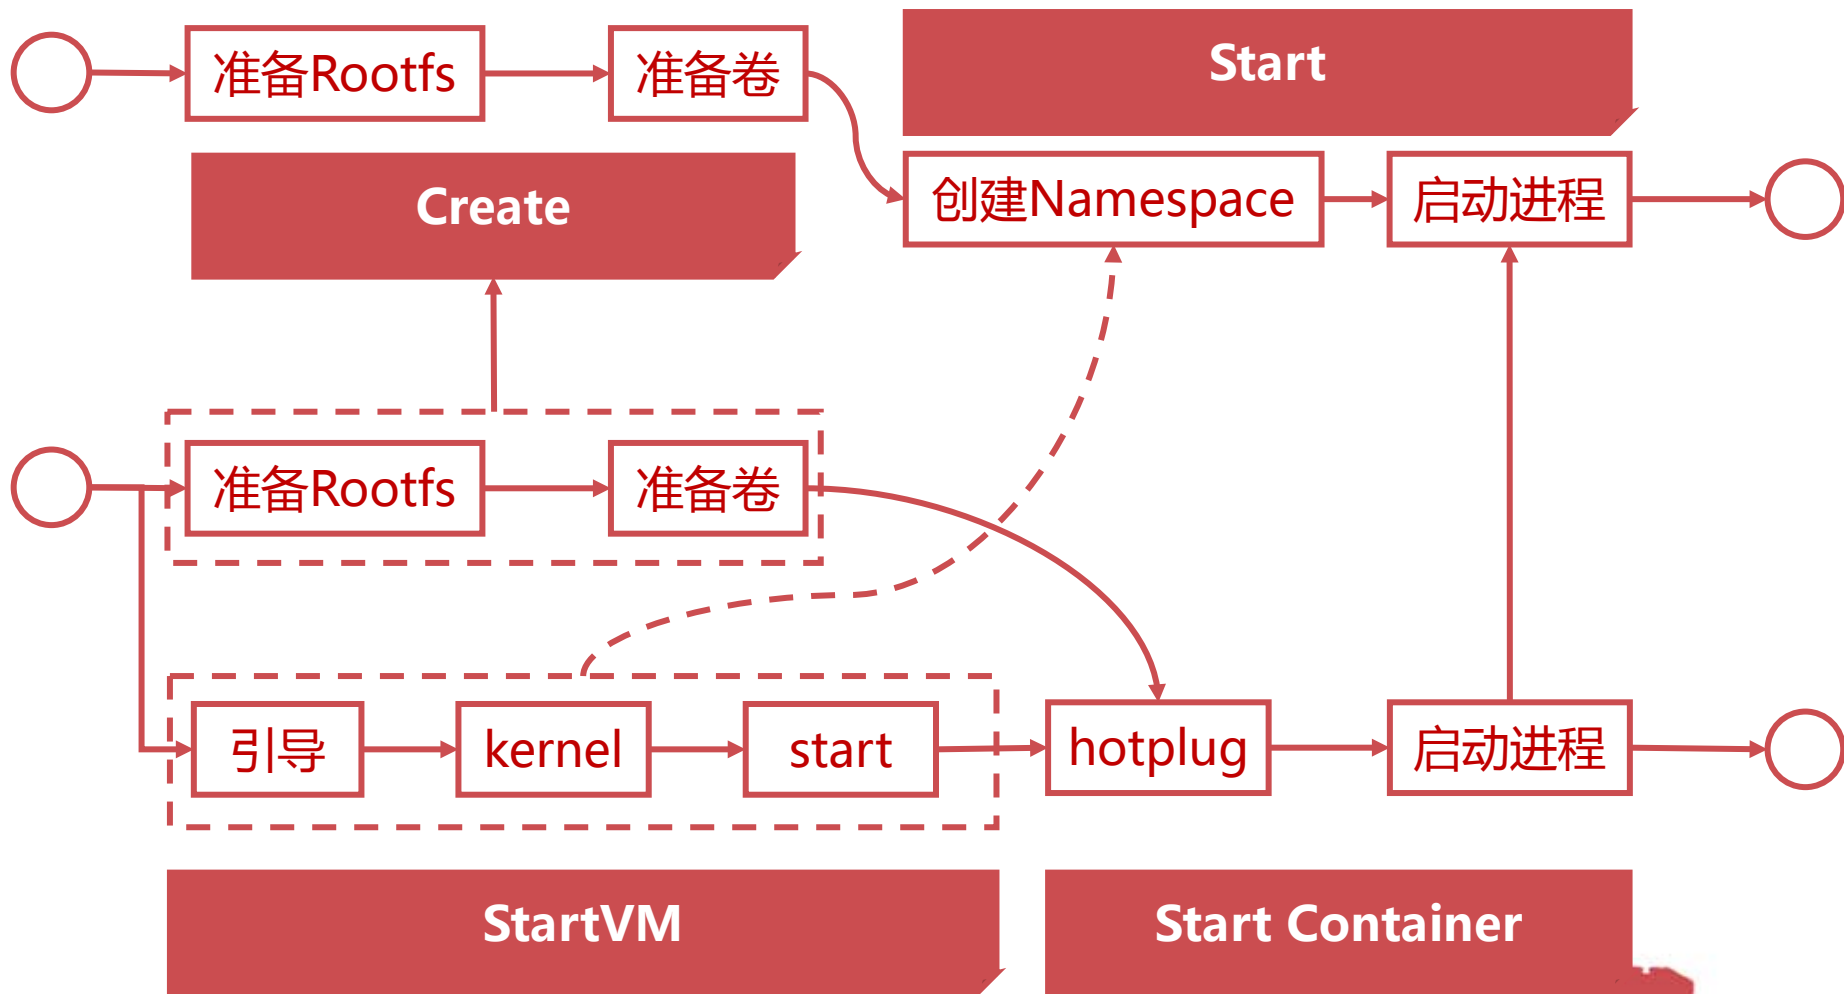 准备Rootfs
准备卷
Start
Create
创建Namespace
启动进程
准备Rootfs
准备卷
引导
kernel
start
hotplug
启动进程
StartVM
Start Container